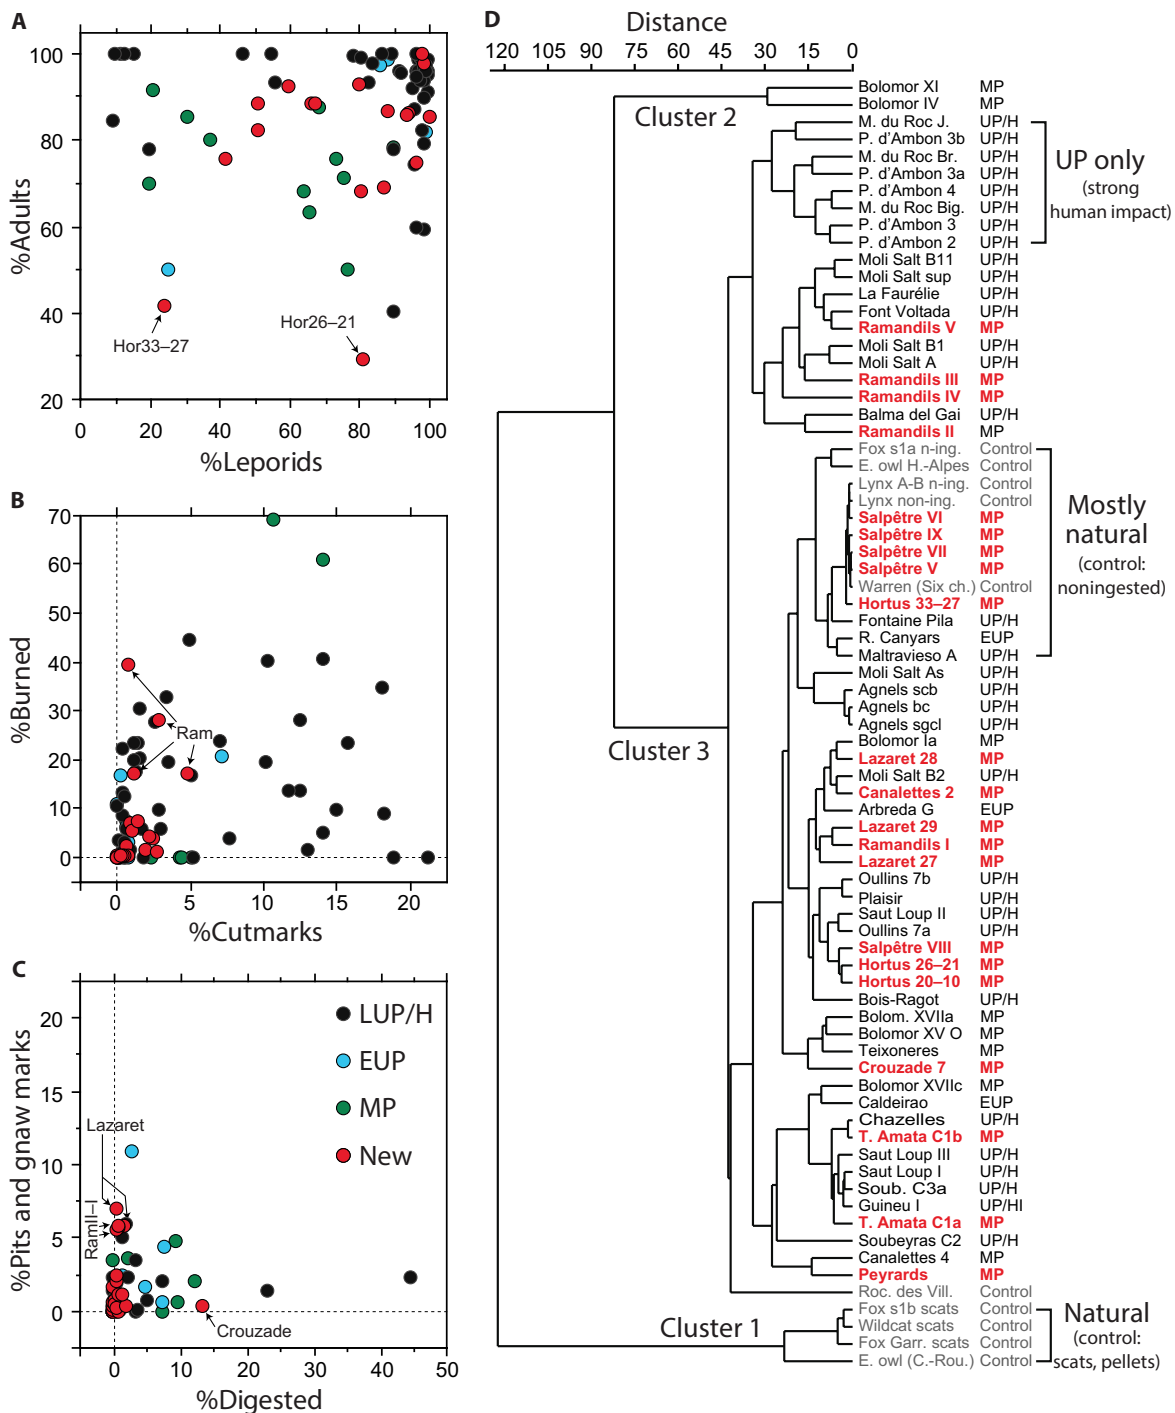 A
100
80
60
40
20
%Adults
Hor33–27
Hor26–21
0 20 40 60 80 100
%Leporids
B
70
60
50
40
30
20
10
0
%Burned
Ram
0 5 10 15 20
%Cutmarks
C
20
15
10
5
0
%Pits and gnaw marks
Lazaret
RamII–I
Crouzade
LUP/H
EUP
MP
New
0 10 20 30 40 50
%Digested
D
Distance
120 105 90 75 60 45 30 15 0
Cluster 2
Cluster 3
Cluster 1
Bolomor XI MP
Bolomor IV MP
M. du Roc J. UP/H
P. d'Ambon 3b UP/H
M. du Roc Br. UP/H
P. d'Ambon 3a UP/H
P. d'Ambon 4 UP/H
M. du Roc Big. UP/H
P. d'Ambon 3 UP/H
P. d'Ambon 2 UP/H
Moli Salt B11 UP/H
Moli Salt sup UP/H
La Faurélie UP/H
Font Voltada UP/H
Ramandils V MP
Moli Salt B1 UP/H
Moli Salt A UP/H
Ramandils III MP
Ramandils IV MP
Balma del Gai UP/H
Ramandils II MP
Fox s1a n-ing. Control
E. owl H.-Alpes Control
Lynx A-B n-ing. Control
Lynx non-ing. Control
Salpêtre VI MP
Salpêtre IX MP
Salpêtre VII MP
Salpêtre V MP
Warren (Six ch.) Control
Hortus 33–27 MP
Fontaine Pila UP/H
R. Canyars EUP
Maltravieso A UP/H
Moli Salt As UP/H
Agnels scb UP/H
Agnels bc UP/H
Agnels sgcl UP/H
Bolomor Ia MP
Lazaret 28 MP
Moli Salt B2 UP/H
Canalettes 2 MP
Arbreda G EUP
Lazaret 29 MP
Ramandils I MP
Lazaret 27 MP
Oullins 7b UP/H
Plaisir UP/H
Saut Loup II UP/H
Oullins 7a UP/H
Salpêtre VIII MP
Hortus 26–21 MP
Hortus 20–10 MP
Bois-Ragot UP/H
Bolom. XVIIa MP
Bolomor XV O MP
Teixoneres MP
Crouzade 7 MP
Bolomor XVIIc MP
Caldeirao EUP
Chazelles UP/H
T. Amata C1b MP
Saut Loup III UP/H
Saut Loup I UP/H
Soub. C3a UP/H
Guineu I UP/HI
T. Amata C1a MP
Soubeyras C2 UP/H
Canalettes 4 MP
Peyrards MP
Roc. des Vill. Control
Fox s1b scats Control
Wildcat scats Control
Fox Garr. scats Control
E. owl (C.-Rou.) Control
UP only
(strong
human impact)
Mostly
natural
(control:
noningested)
Natural
(control:
scats, pellets)